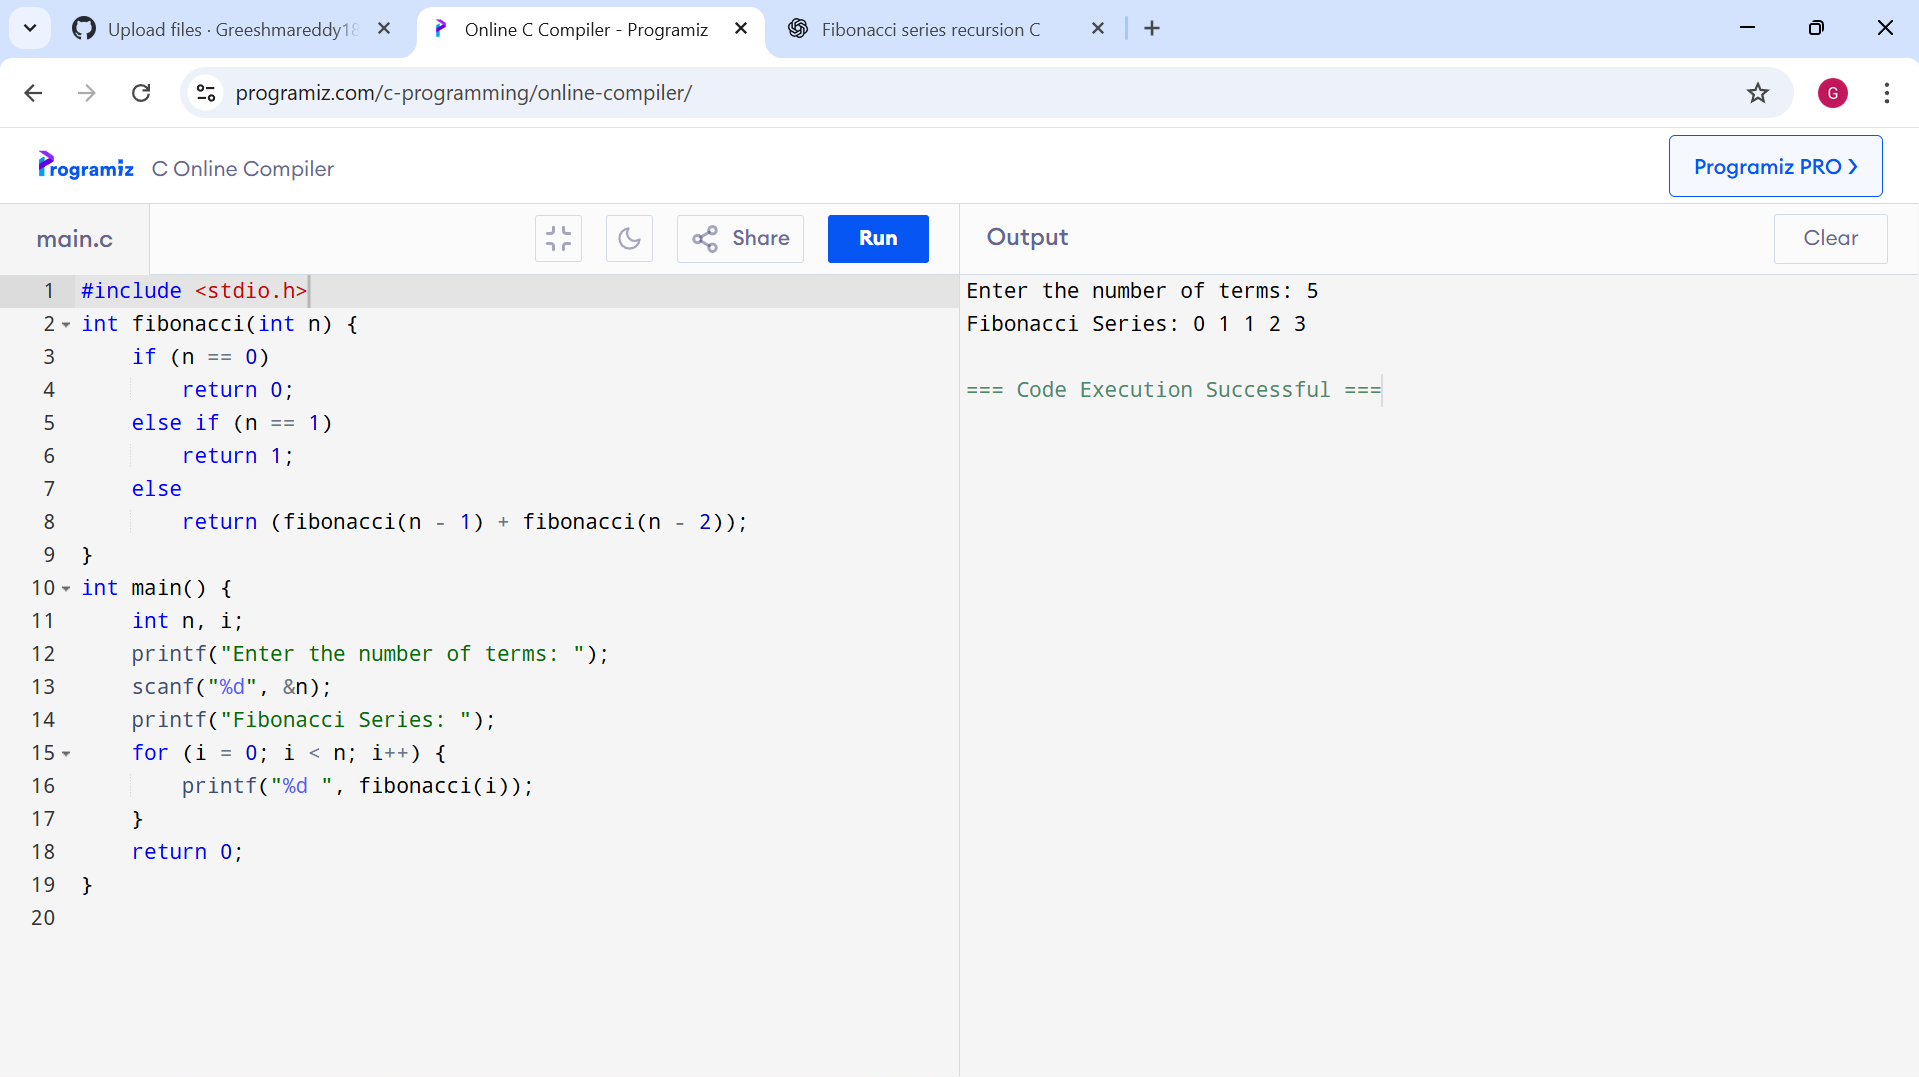 Upload files · Greeshmareddy18
Online C Compiler - Programiz
Fibonacci series recursion C
programiz.com/c-programming/online-compiler/
G
Programiz C Online Compiler
Programiz PRO ❯
main.c
Share
Run
Output
Clear
1 #include <stdio.h>
2 int fibonacci(int n) {
3     if (n == 0)
4         return 0;
5     else if (n == 1)
6         return 1;
7     else
8         return (fibonacci(n - 1) + fibonacci(n - 2));
9 }
10 int main() {
11     int n, i;
12     printf("Enter the number of terms: ");
13     scanf("%d", &n);
14     printf("Fibonacci Series: ");
15     for (i = 0; i < n; i++) {
16         printf("%d ", fibonacci(i));
17     }
18     return 0;
19 }
20
Enter the number of terms: 5
Fibonacci Series: 0 1 1 2 3
=== Code Execution Successful ===